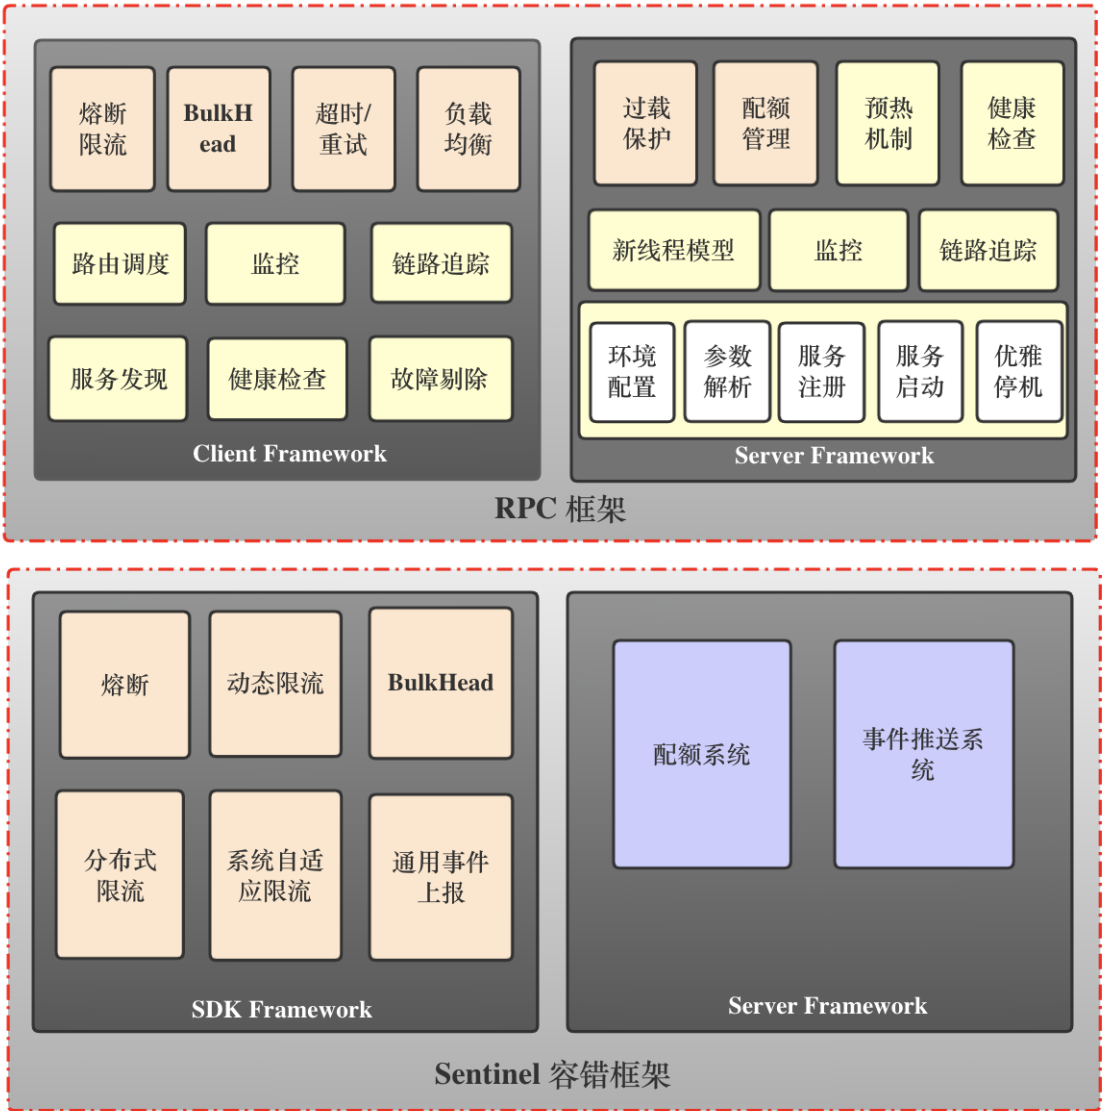 熔断
限流
BulkH
ead
超时/
重试
负载
均衡
路由调度
监控
链路追踪
服务发现
健康检查
故障剔除
Client Framework
过载
保护
配额
管理
预热
机制
健康
检查
新线程模型
监控
链路追踪
环境
配置
参数
解析
服务
注册
服务
启动
优雅
停机
Server Framework
RPC 框架
熔断
动态限流
BulkHead
分布式
限流
系统自适
应限流
通用事件
上报
SDK Framework
配额系统
事件推送系
统
Server Framework
Sentinel 容错框架